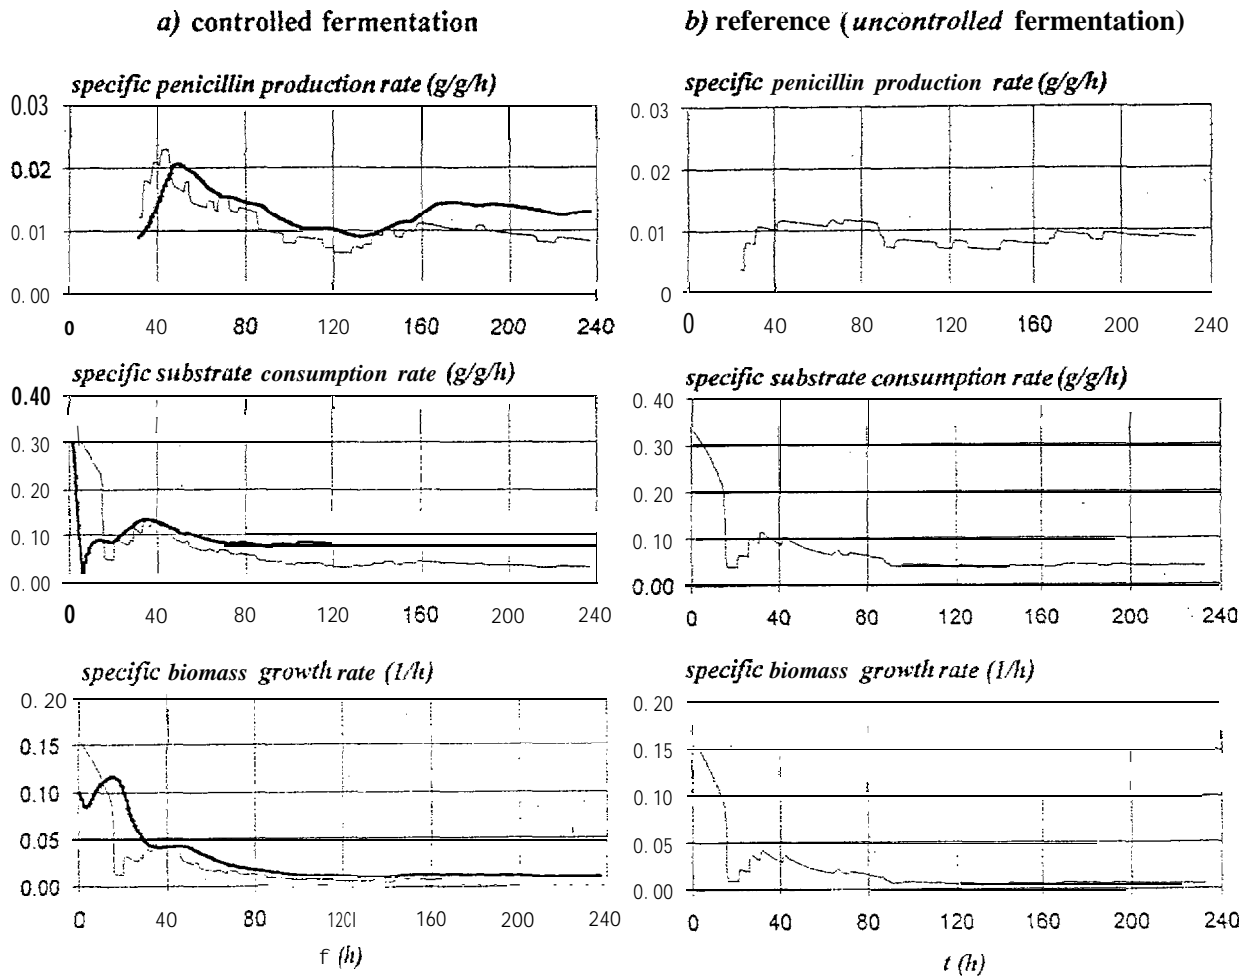 a) controlled fermentation
b) reference (uncontrolled fermentation)
specific penicillin production rate (g/g/h)
0.03
0.02
0.01
0.00
0 40 80 120 160 200 240
specific penicillin production rate (g/g/h)
0.03
0.02
0.01
0
0 40 80 120 160 200 240
specific substrate consumption rate (g/g/h)
0.40
0.30
0.20
0.10
0.00
0 40 80 120 160 200 240
specific substrate consumption rate (g/g/h)
0.40
0.30
0.20
0.10
0.00
0 40 80 120 160 200 240
specific biomass growth rate (1/h)
0.20
0.15
0.10
0.05
0.00
0 40 80 120 160 200 240
f (h)
specific biomass growth rate (1/h)
0.20
0.15
0.10
0.05
0.00
0 40 80 120 160 200 240
t (h)